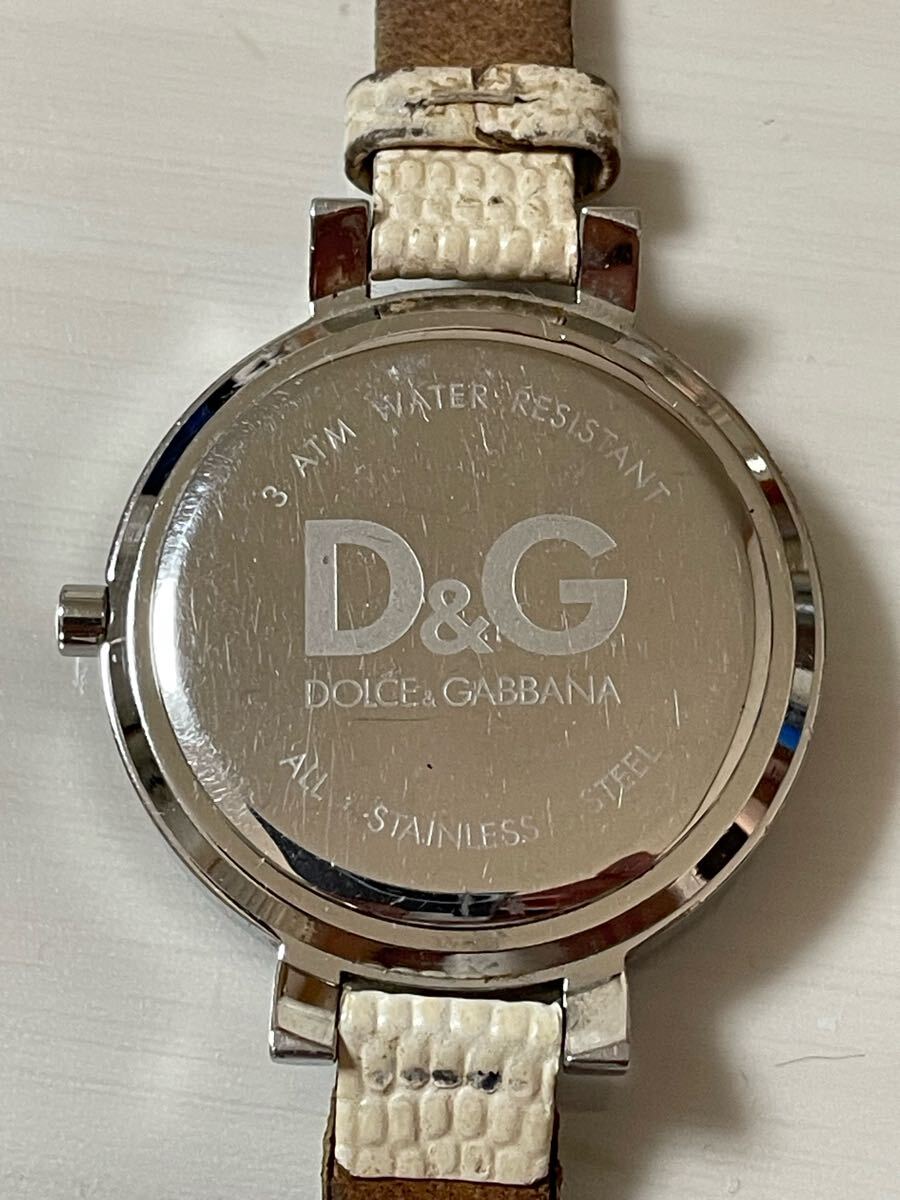 3 ATM WATER RESISTANT
D&G
DOLCE & GABBANA
ALL STAINLESS STEEL